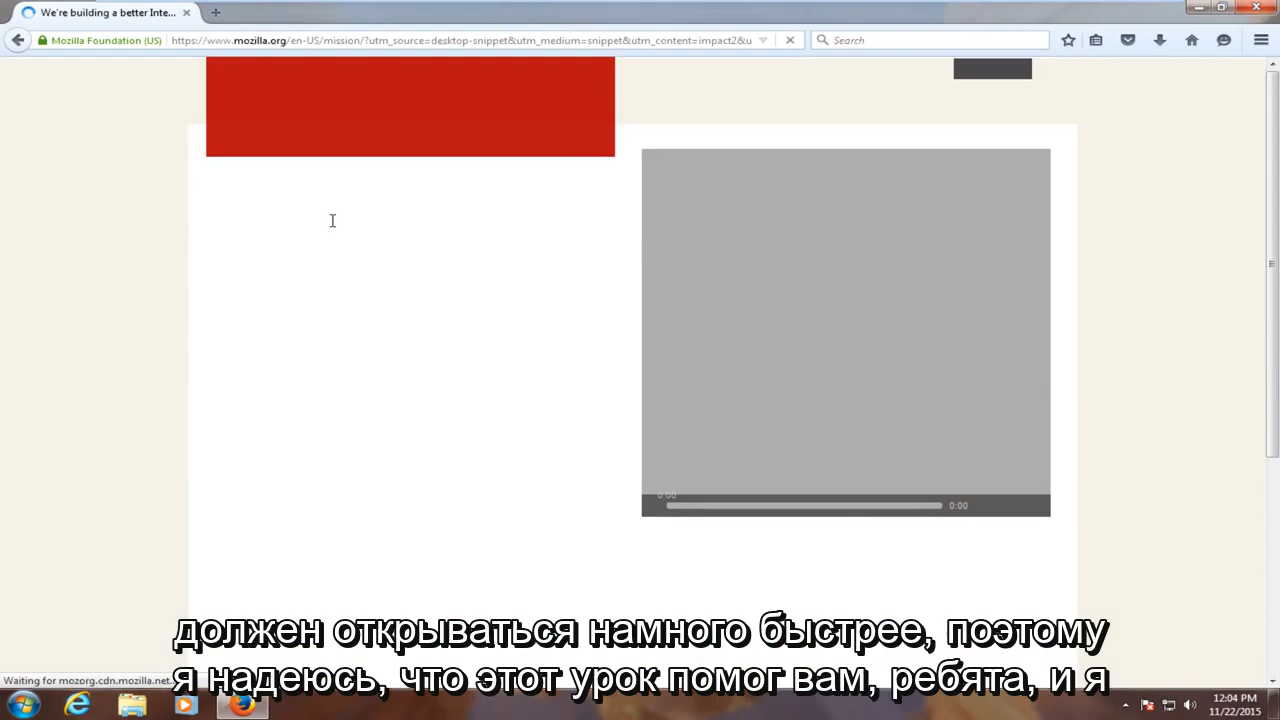 We're building a better Inte...
Mozilla Foundation (US)
https://www.mozilla.org/en-US/mission/?utm_source=desktop-snippet&utm_medium=snippet&utm_content=impact2&u
Search
0:00
0:00
должен открываться намного быстрее, поэтому
я надеюсь, что этот урок помог вам, ребята, и я
Waiting for mozorg.cdn.mozilla.net...
12:04 PM
11/22/2015